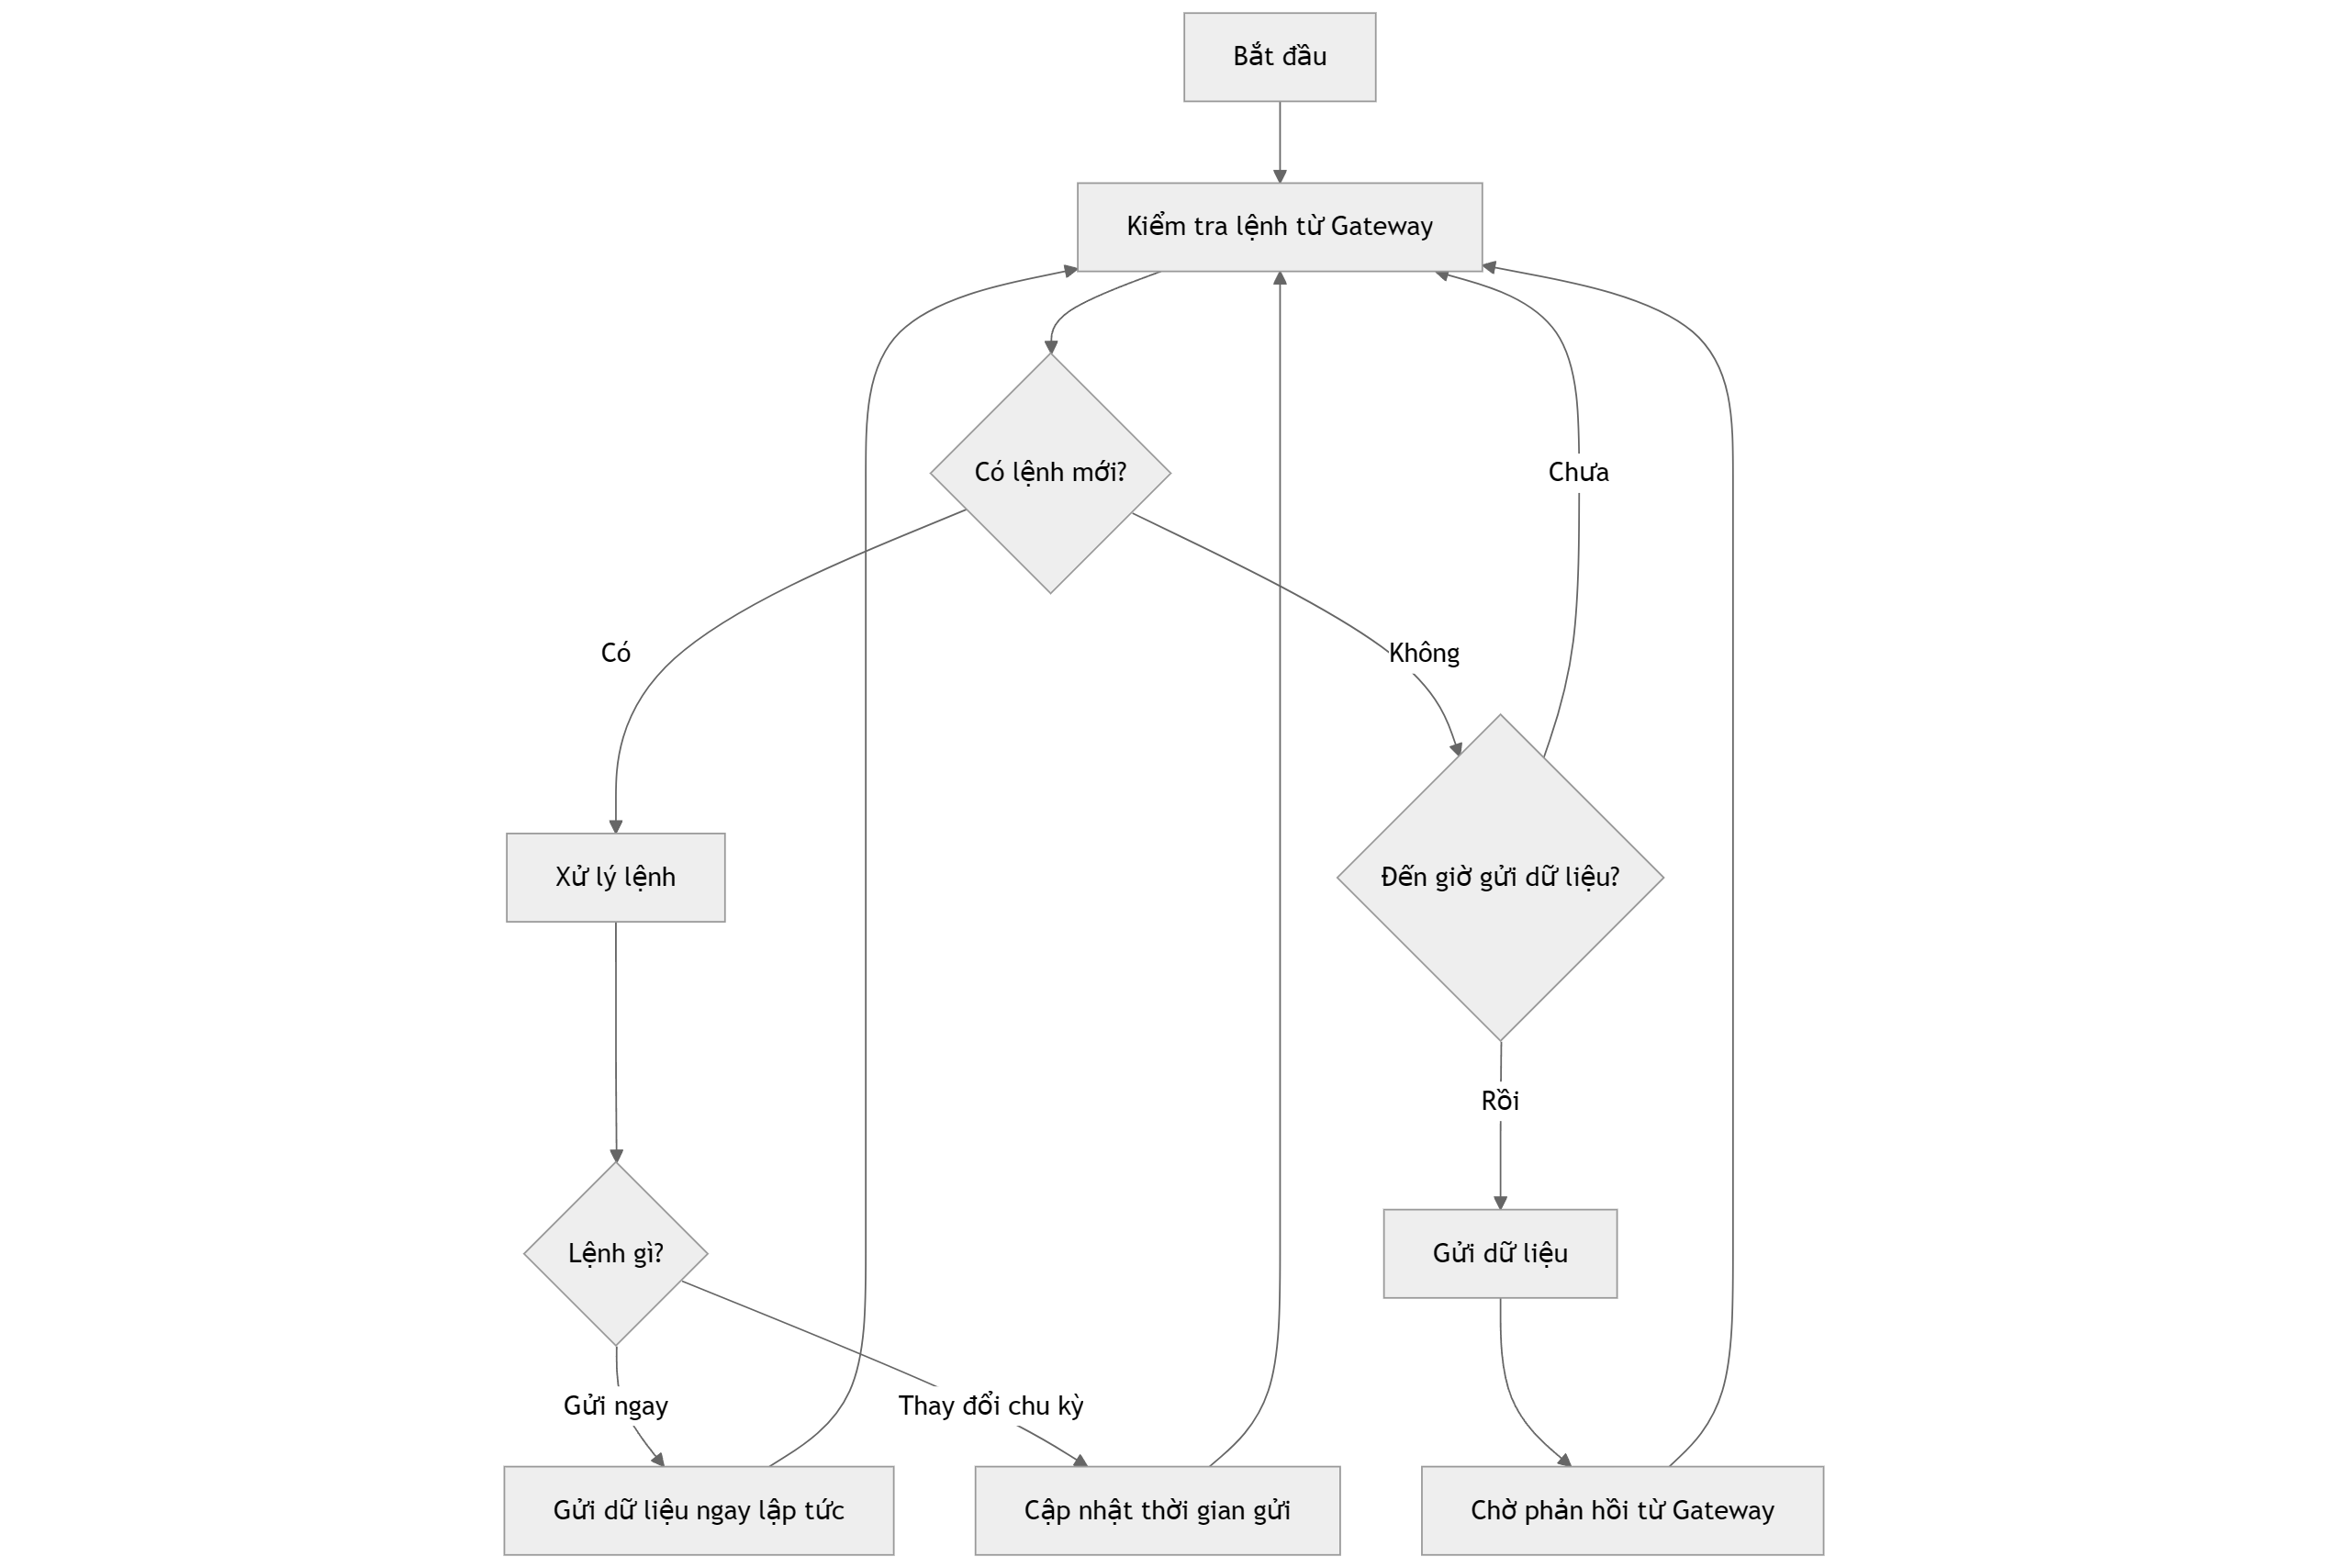 Bắt đầu
Kiểm tra lệnh từ Gateway
Có lệnh mới?
Chưa
Có
Không
Xử lý lệnh
Đến giờ gửi dữ liệu?
Rồi
Lệnh gì?
Gửi dữ liệu
Gửi ngay
Thay đổi chu kỳ
Gửi dữ liệu ngay lập tức
Cập nhật thời gian gửi
Chờ phản hồi từ Gateway